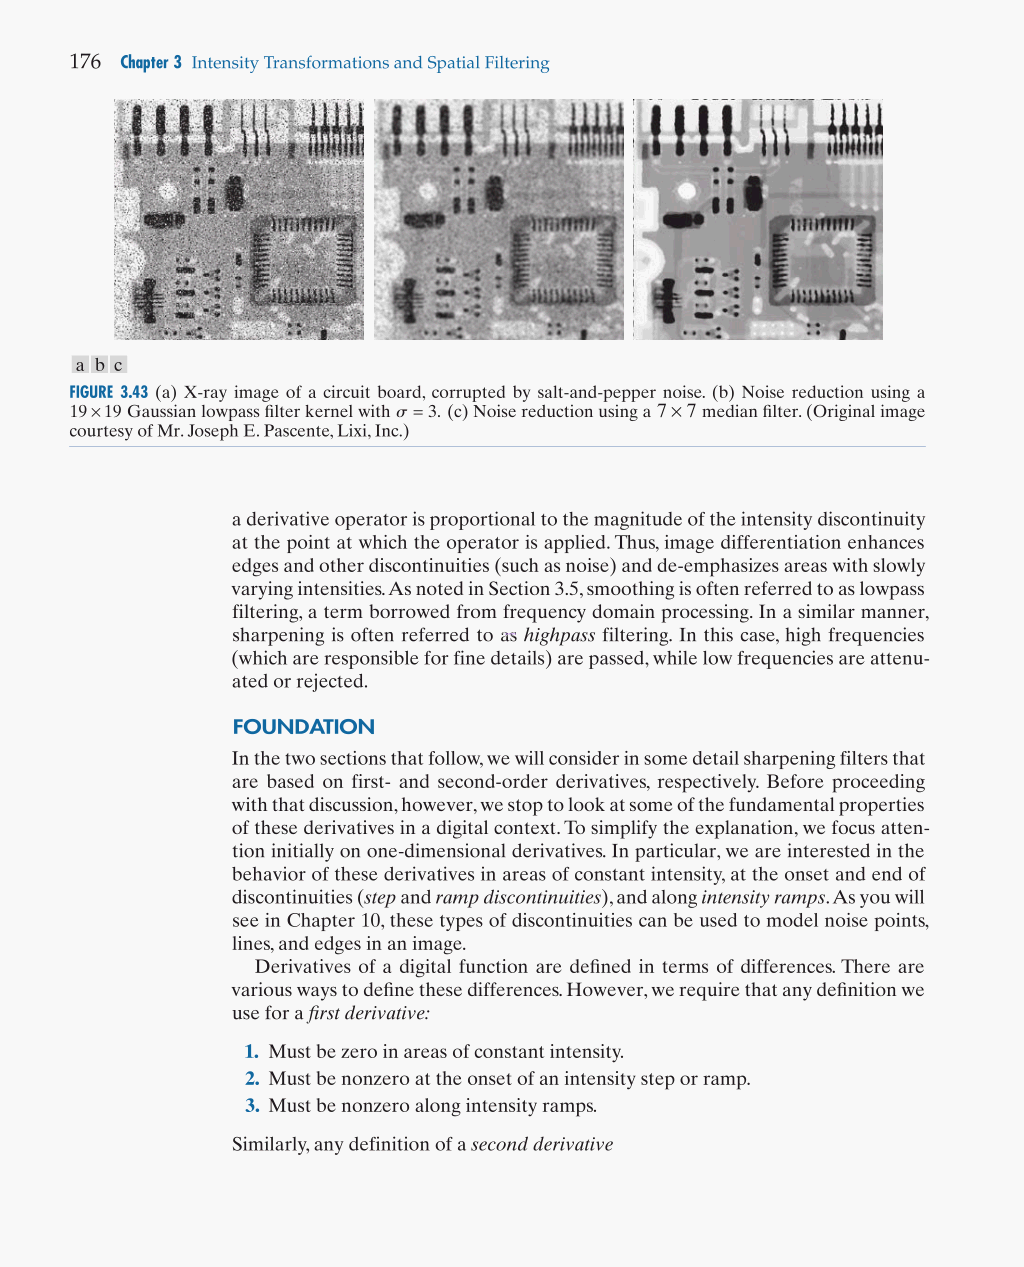 176 Chapter 3 Intensity Transformations and Spatial Filtering
a b c
FIGURE 3.43 (a) X-ray image of a circuit board, corrupted by salt-and-pepper noise. (b) Noise reduction using a
19 × 19 Gaussian lowpass filter kernel with σ = 3. (c) Noise reduction using a 7 × 7 median filter. (Original image
courtesy of Mr. Joseph E. Pascente, Lixi, Inc.)
a derivative operator is proportional to the magnitude of the intensity discontinuity
at the point at which the operator is applied. Thus, image differentiation enhances
edges and other discontinuities (such as noise) and de-emphasizes areas with slowly
varying intensities. As noted in Section 3.5, smoothing is often referred to as lowpass
filtering, a term borrowed from frequency domain processing. In a similar manner,
sharpening is often referred to as highpass filtering. In this case, high frequencies
(which are responsible for fine details) are passed, while low frequencies are attenu-
ated or rejected.
FOUNDATION
In the two sections that follow, we will consider in some detail sharpening filters that
are based on first- and second-order derivatives, respectively. Before proceeding
with that discussion, however, we stop to look at some of the fundamental properties
of these derivatives in a digital context. To simplify the explanation, we focus atten-
tion initially on one-dimensional derivatives. In particular, we are interested in the
behavior of these derivatives in areas of constant intensity, at the onset and end of
discontinuities (step and ramp discontinuities), and along intensity ramps. As you will
see in Chapter 10, these types of discontinuities can be used to model noise points,
lines, and edges in an image.
Derivatives of a digital function are defined in terms of differences. There are
various ways to define these differences. However, we require that any definition we
use for a first derivative:
1. Must be zero in areas of constant intensity.
2. Must be nonzero at the onset of an intensity step or ramp.
3. Must be nonzero along intensity ramps.
Similarly, any definition of a second derivative